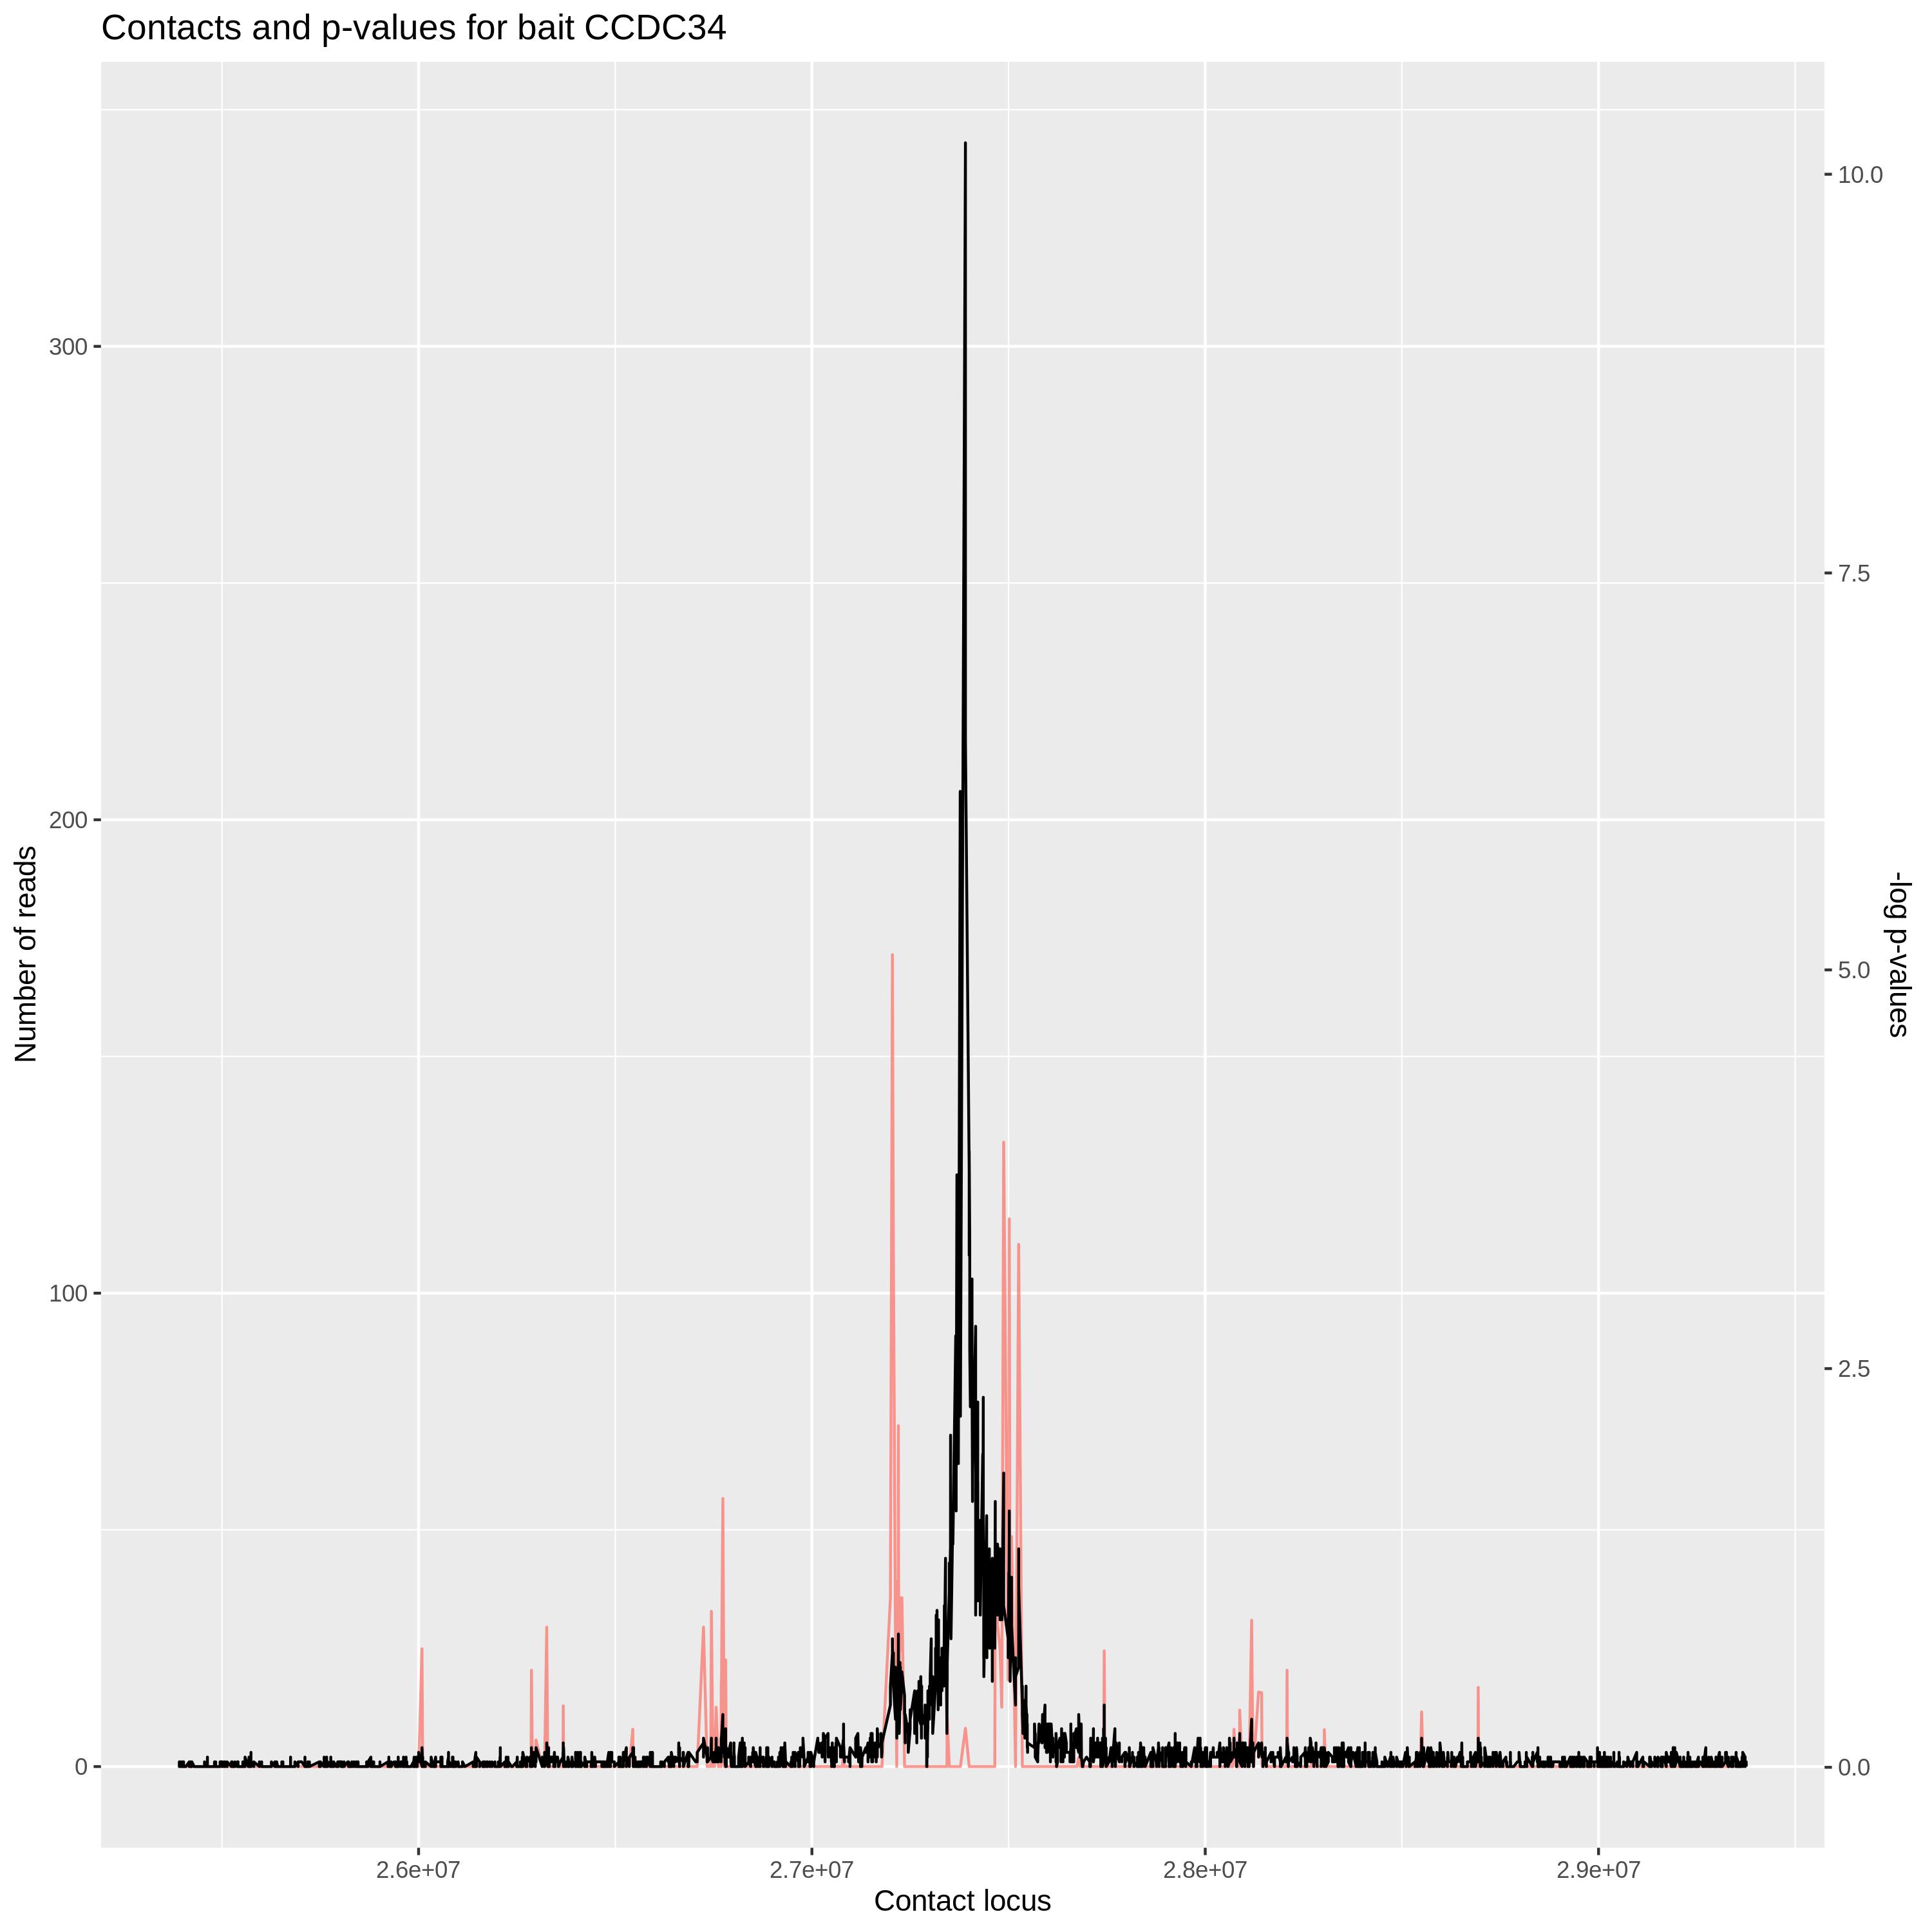 Contacts and p-values for bait CCDC34
Number of reads
300
200
100
0
10.0
7.5
5.0
2.5
0.0
-log p-values
2.6e+07
2.7e+07
2.8e+07
2.9e+07
Contact locus